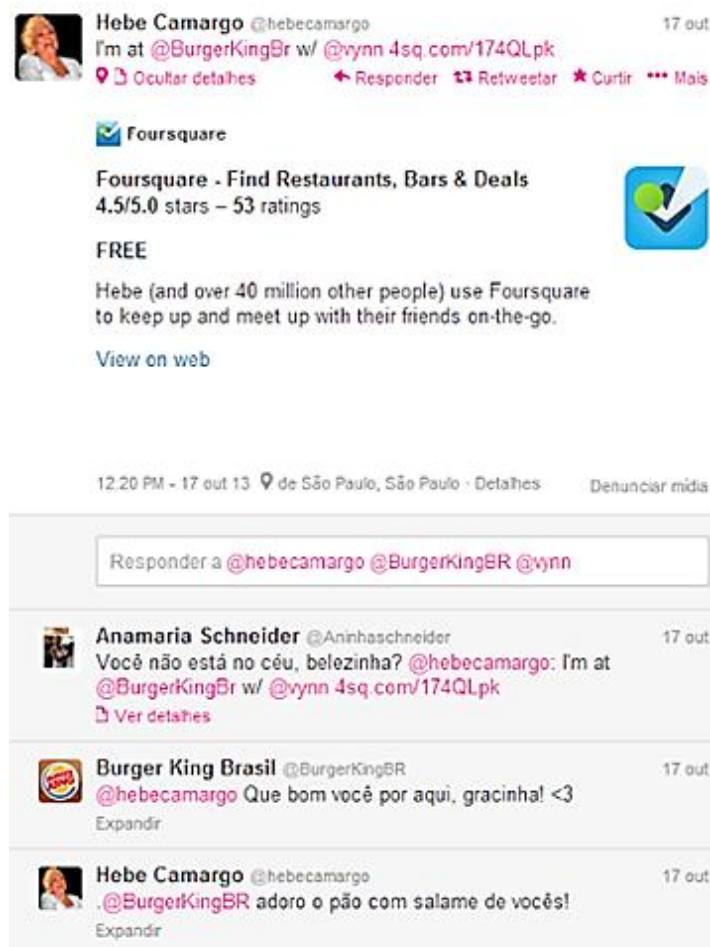 Hebe Camargo @hebecamargo 17 out
I'm at @BurgerKingBr w/ @vynn 4sq.com/174QLpk
Ocultar detalhes Responder Retweetar Curtir Mais
Foursquare
Foursquare - Find Restaurants, Bars & Deals
4.5/5.0 stars – 53 ratings
FREE
Hebe (and over 40 million other people) use Foursquare
to keep up and meet up with their friends on-the-go.
View on web
12:20 PM - 17 out 13 de São Paulo, São Paulo · Detalhes Denunciar mídia
Responder a @hebecamargo @BurgerKingBR @vynn
Anamaria Schneider @Aninhaschneider 17 out
Você não está no céu, belezinha? @hebecamargo: I'm at
@BurgerKingBr w/ @vynn 4sq.com/174QLpk
Ver detalhes
Burger King Brasil @BurgerKingBR 17 out
@hebecamargo Que bom você por aqui, gracinha! <3
Expandir
Hebe Camargo @hebecamargo 17 out
.@BurgerKingBR adoro o pão com salame de vocês!
Expandir